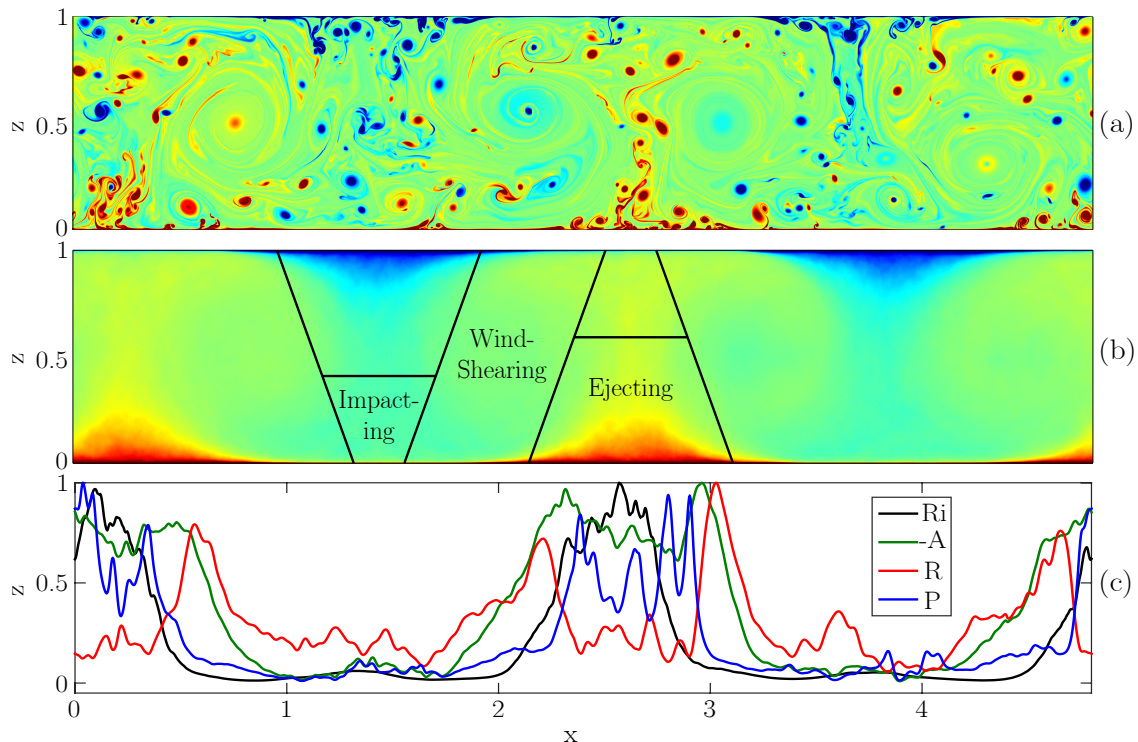 1
z 0.5
0
(a)
1
z 0.5
0
Impact-
ing
Wind-
Shearing
Ejecting
(b)
1
z 0.5
0
Ri
-A
R
P
(c)
0 1 2 3 4
x